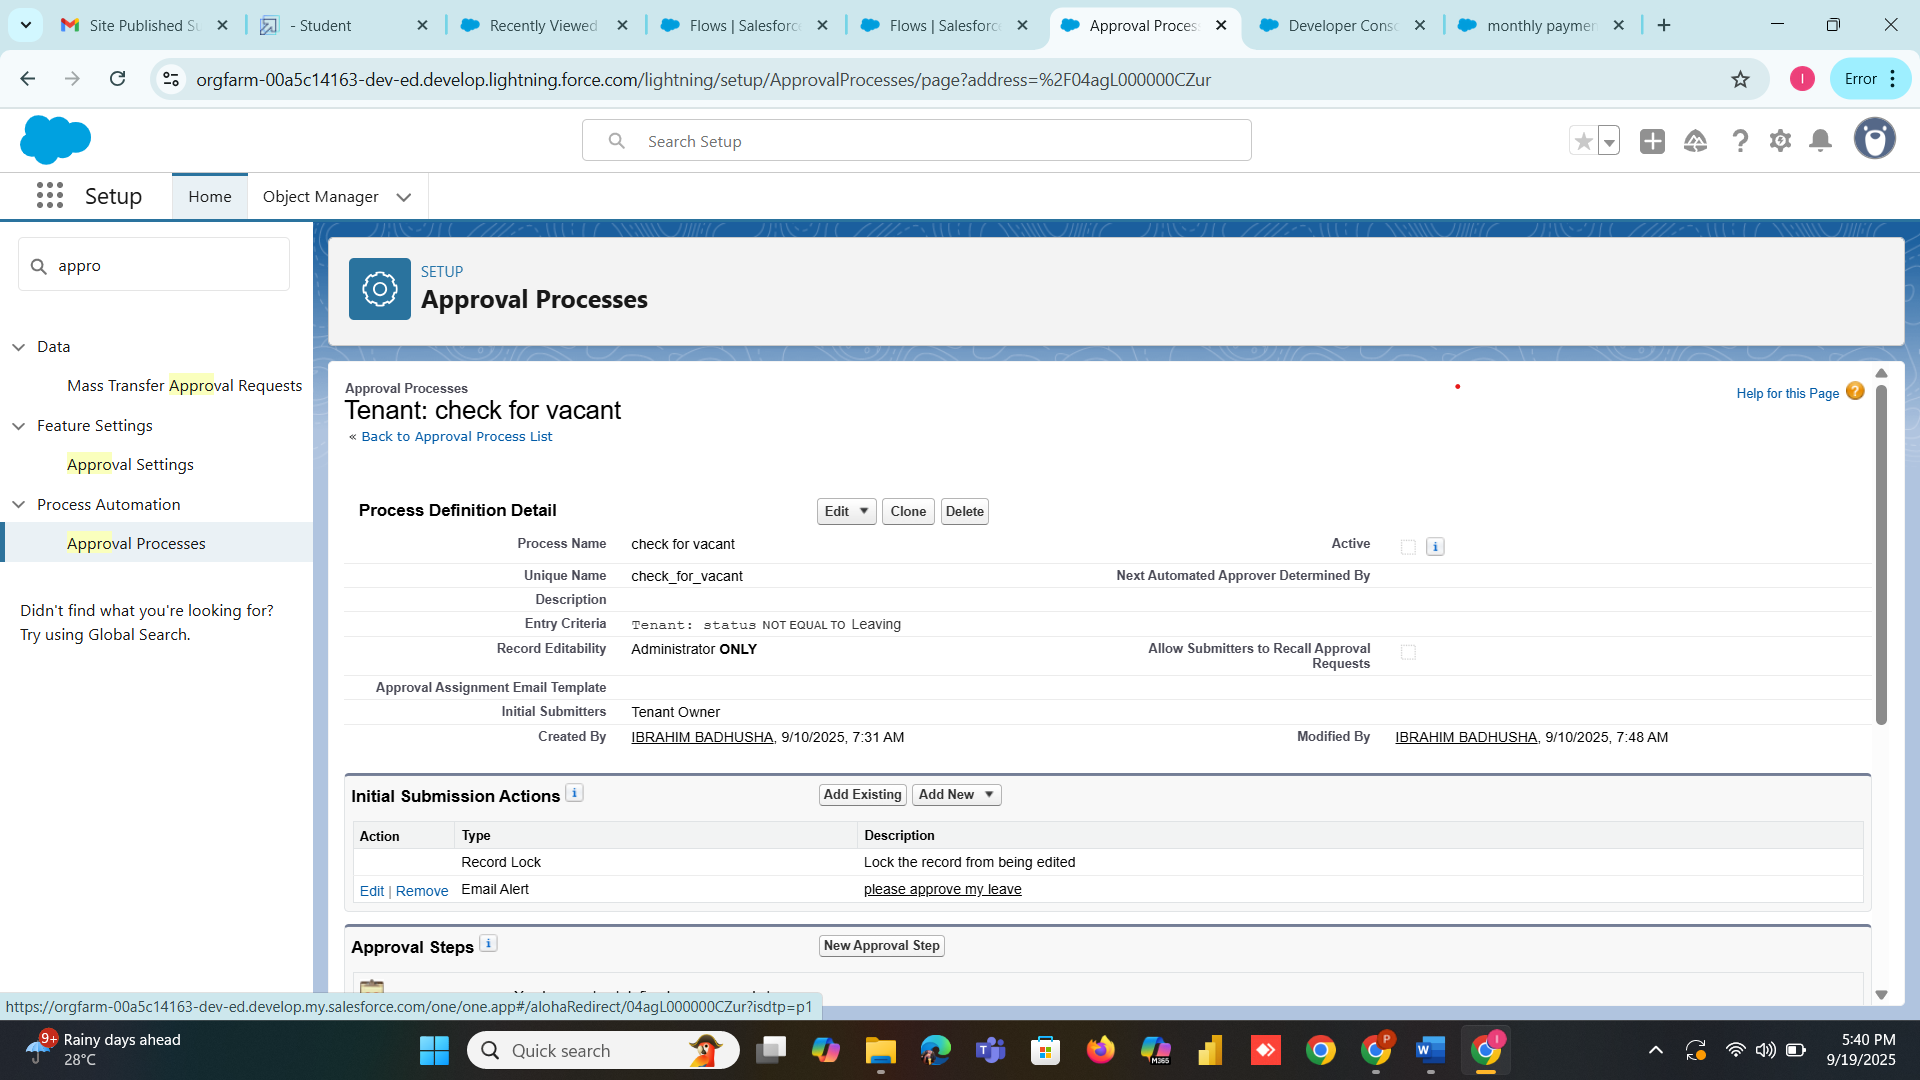 Site Published Su
- Student
Recently Viewed
Flows | Salesforce
Flows | Salesforce
Approval Process
Developer Conso
monthly paymen
orgfarm-00a5c14163-dev-ed.develop.lightning.force.com/lightning/setup/ApprovalProcesses/page?address=%2F04agL000000CZur
I
Error
Search Setup
Setup
Home
Object Manager
appro
Data
Mass Transfer Approval Requests
Feature Settings
Approval Settings
Process Automation
Approval Processes
Didn't find what you're looking for?
Try using Global Search.
SETUP
Approval Processes
Approval Processes
Tenant: check for vacant
« Back to Approval Process List
Help for this Page ?
Process Definition Detail
Edit
Clone
Delete
Process Name check for vacant Active i
Unique Name check_for_vacant Next Automated Approver Determined By
Description
Entry Criteria Tenant: status NOT EQUAL TO Leaving
Record Editability Administrator ONLY Allow Submitters to Recall Approval
Requests
Approval Assignment Email Template
Initial Submitters Tenant Owner
Created By IBRAHIM BADHUSHA, 9/10/2025, 7:31 AM Modified By IBRAHIM BADHUSHA, 9/10/2025, 7:48 AM
Initial Submission Actions i Add Existing Add New
Action Type Description
Record Lock Lock the record from being edited
Edit | Remove Email Alert please approve my leave
Approval Steps i New Approval Step
https://orgfarm-00a5c14163-dev-ed.develop.my.salesforce.com/one/one.app#/alohaRedirect/04agL000000CZur?isdtp=p1
9+
Rainy days ahead
28°C
Quick search
M365
P
I
5:40 PM
9/19/2025